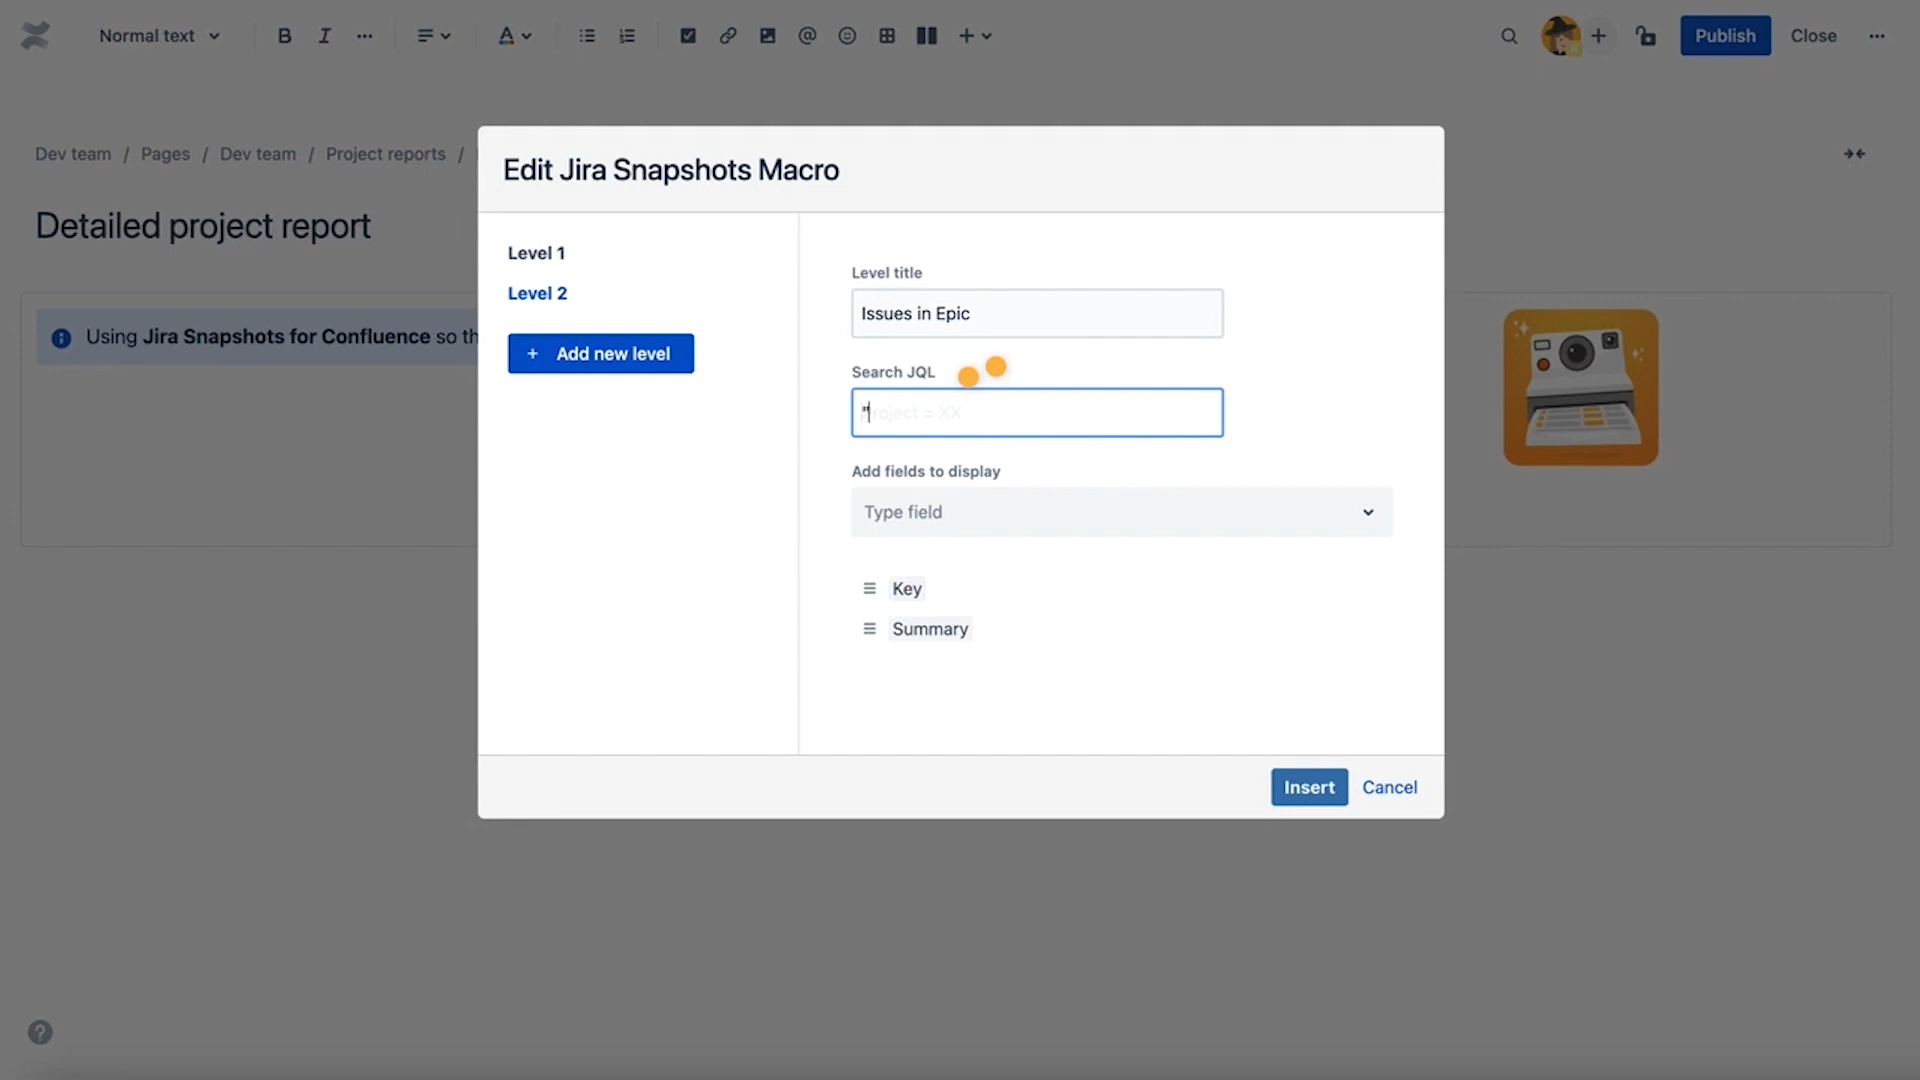 Normal text
Publish
Close
Dev team / Pages / Dev team / Project reports /
Detailed project report
Using Jira Snapshots for Confluence so th
Edit Jira Snapshots Macro
Level 1
Level 2
+ Add new level
Level title
Issues in Epic
Search JQL
"roject = XX
Add fields to display
Type field
Key
Summary
Insert
Cancel